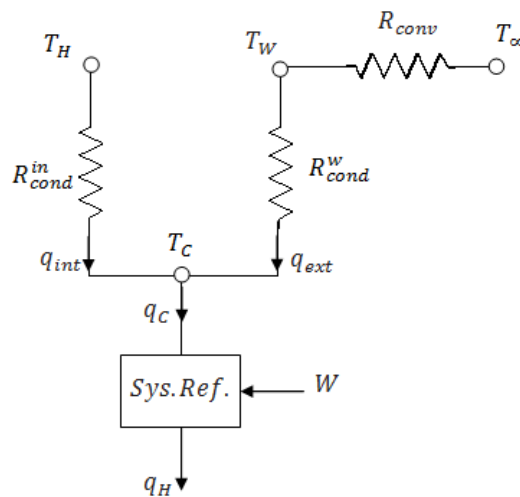 R_conv
T_H
T_W
T_∞
R_cond^in
R_cond^w
T_C
q_int
q_ext
q_C
Sys.Ref.
W
q_H